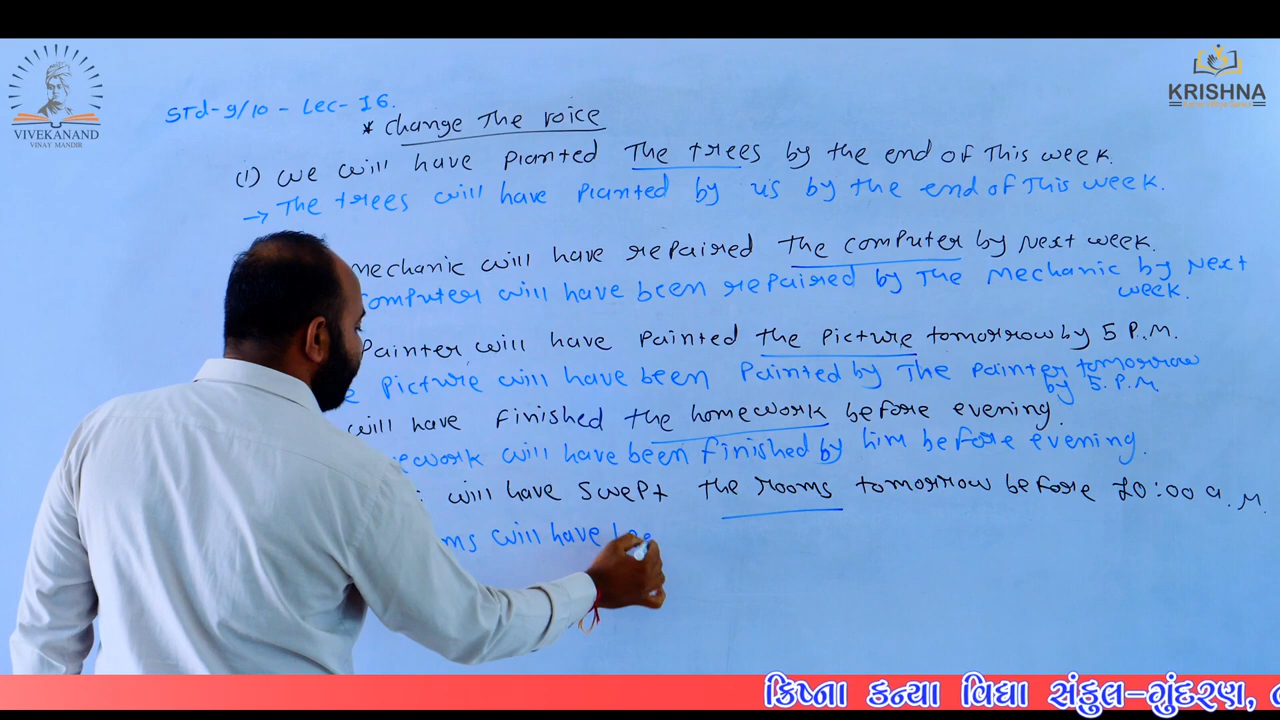 VIVEKANAND
VINAY MANDIR
KRISHNA
STd-9/10 - Lec- 16.
* Change The voice
(1) we will have Planted The trees by the end of This week.
→ The trees will have Planted by us by the end of This week.
Mechanic will have repaired the computer by Next week.
computer will have been repaired by The Mechanic by Next
week.
Painter will have Painted the Picture tomorrow by 5 P.M.
Picture will have been Painted by The Painter tomorrow
by 5.P.M
will have finished the homework before evening.
ework will have been finished by him before evening.
will have swept the rooms tomorrow before 10:00 a.M.
ms will have bee
ક્રિષ્ના કન્યા વિદ્યા સંકુલ-ગુંદરણ,